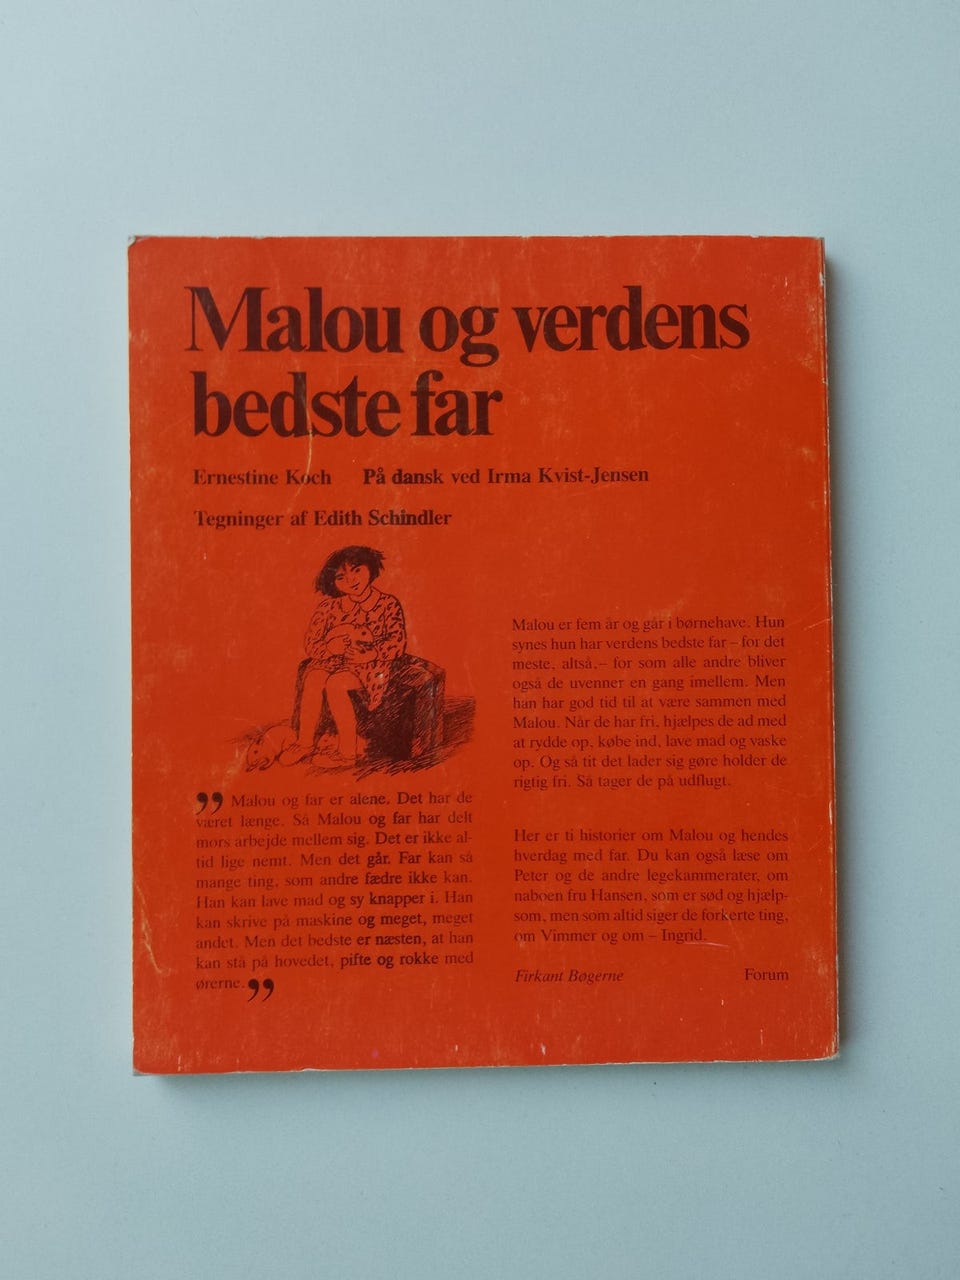 Malou og verdens
bedste far
Ernestine Koch På dansk ved Irma Kvist-Jensen
Tegninger af Edith Schindler
❜❜ Malou og far er alene. Det har de
været længe. Så Malou og far har delt
mors arbejde mellem sig. Det er ikke al-
tid lige nemt. Men det går. Far kan så
mange ting, som andre fædre ikke kan.
Han kan lave mad og sy knapper i. Han
kan skrive på maskine og meget, meget
andet. Men det bedste er næsten, at han
kan stå på hovedet, pifte og rokke med
ørerne. ❜❜
Malou er fem år og går i børnehave. Hun
synes hun har verdens bedste far – for det
meste, altså,– for som alle andre bliver
også de uvenner en gang imellem. Men
han har god tid til at være sammen med
Malou. Når de har fri, hjælpes de ad med
at rydde op, købe ind, lave mad og vaske
op. Og så tit det lader sig gøre holder de
rigtig fri. Så tager de på udflugt.
Her er ti historier om Malou og hendes
hverdag med far. Du kan også læse om
Peter og de andre legekammerater, om
naboen fru Hansen, som er sød og hjælp-
som, men som altid siger de forkerte ting,
om Vimmer og om – Ingrid.
Firkant Bøgerne Forum